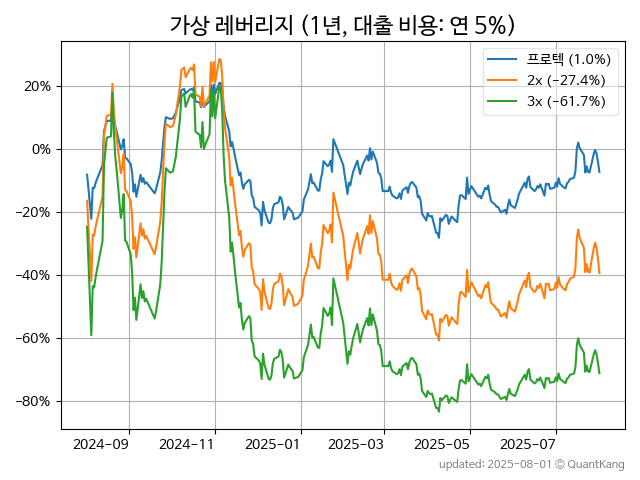 가상 레버리지 (1년, 대출 비용: 연 5%)
프로텍 (1.0%)
2x (−27.4%)
3x (−61.7%)
20%
0%
−20%
−40%
−60%
−80%
2024-09
2024-11
2025-01
2025-03
2025-05
2025-07
updated: 2025-08-01 © QuantKang